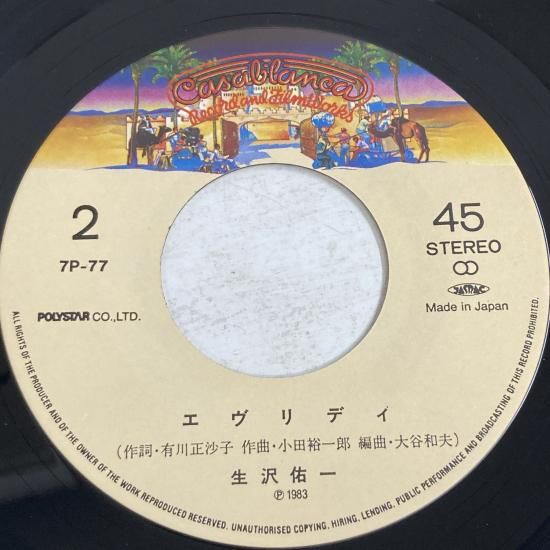 Casablanca
Record and FilmWorks
2
7P-77
45
STEREO
JASRAC
Made in Japan
POLYSTAR CO.,LTD.
エヴリデイ
(作詞・有川正沙子 作曲・小田裕一郎 編曲・大谷和夫)
生沢佑一
Ⓟ1983
ALL RIGHTS OF THE PRODUCER AND OF THE OWNER OF THE WORK REPRODUCED RESERVED. UNAUTHORISED COPYING, HIRING, LENDING, PUBLIC PERFORMANCE AND BROADCASTING OF THIS RECORD PROHIBITED.